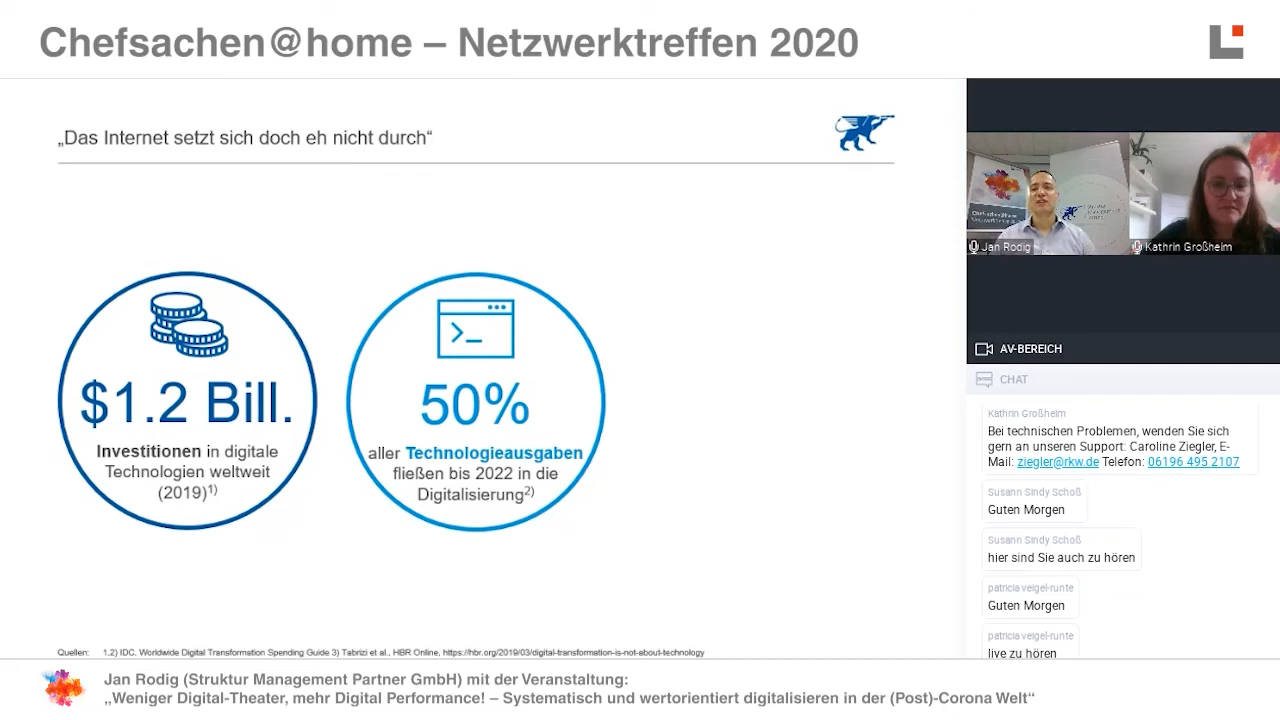 Chefsachen@home – Netzwerktreffen 2020
„Das Internet setzt sich doch eh nicht durch“
$1.2 Bill.
Investitionen in digitale
Technologien weltweit
(2019)1)
50%
aller Technologieausgaben
fließen bis 2022 in die
Digitalisierung2)
Quellen: 1.2) IDC. Worldwide Digital Transformation Spending Guide 3) Tabrizi et al., HBR Online, https://hbr.org/2019/03/digital-transformation-is-not-about-technology
Chefsachen@home
Jan Rodig
Kathrin Großheim
AV-BEREICH
CHAT
Kathrin Großheim
Bei technischen Problemen, wenden Sie sich
gern an unseren Support: Caroline Ziegler, E-
Mail: ziegler@rkw.de Telefon: 06196 495 2107
Susann Sindy Schoß
Guten Morgen
Susann Sindy Schoß
hier sind Sie auch zu hören
patricia veigel-runte
Guten Morgen
patricia veigel-runte
live zu hören
Jan Rodig (Struktur Management Partner GmbH) mit der Veranstaltung:
„Weniger Digital-Theater, mehr Digital Performance! – Systematisch und wertorientiert digitalisieren in der (Post)-Corona Welt“